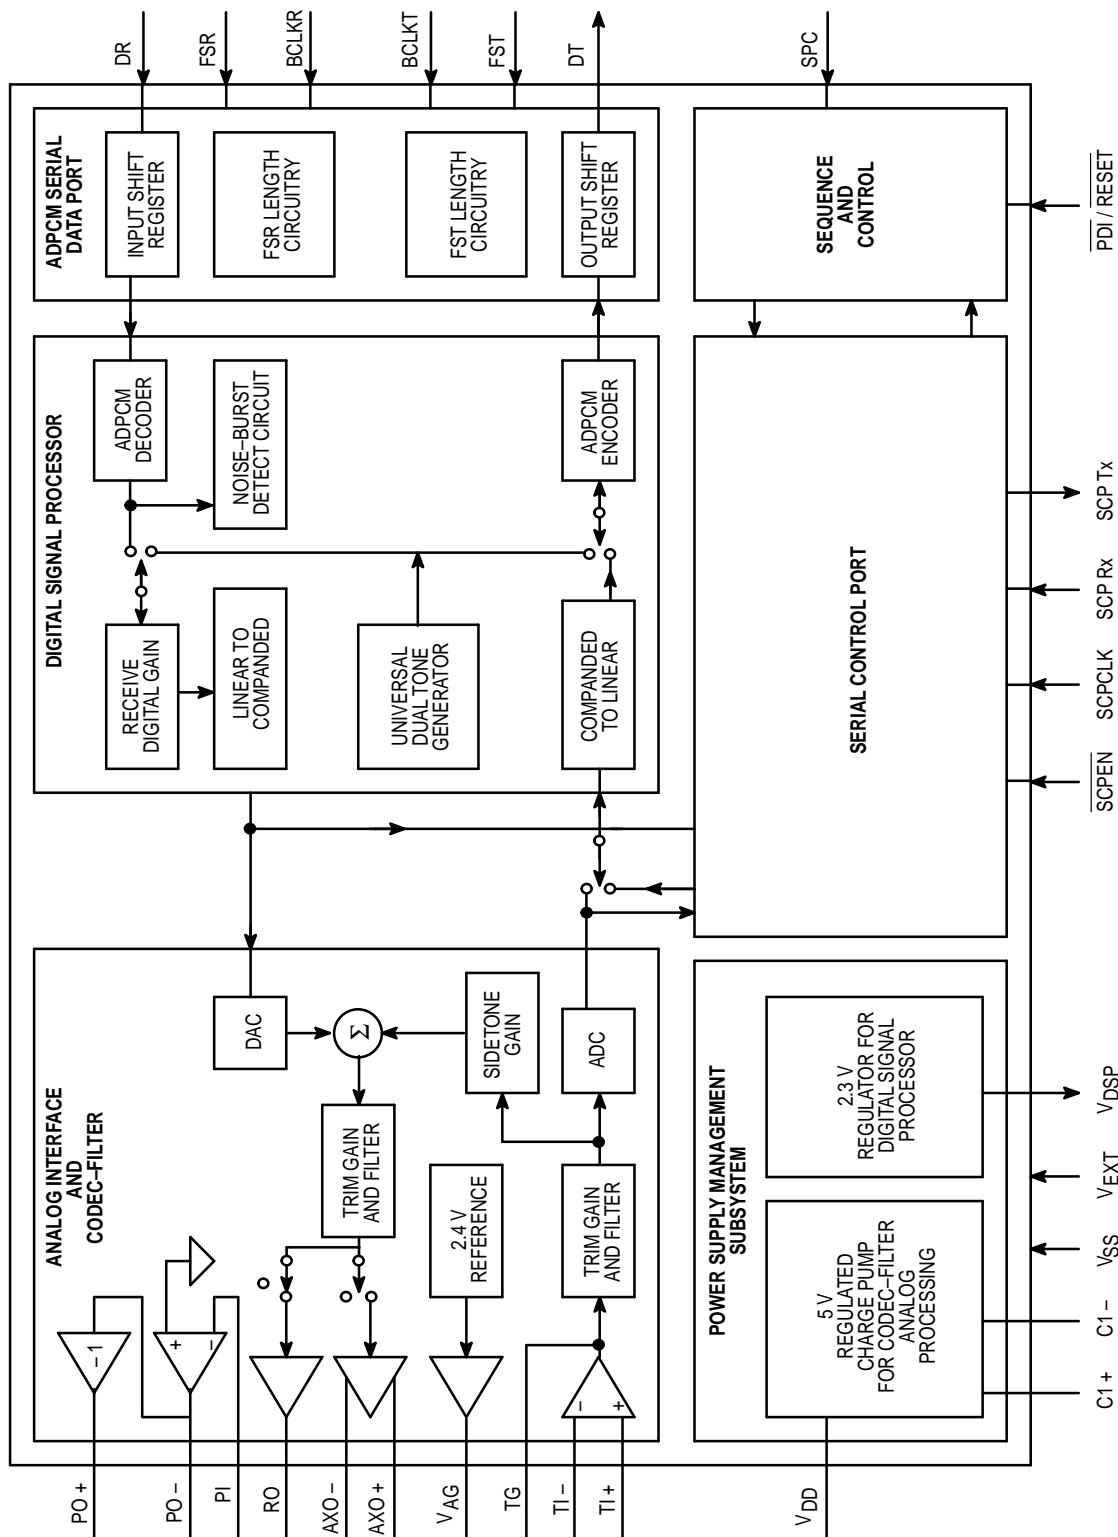 PO +
PO –
PI
RO
AXO –
AXO +
VAG
TG
TI –
TI +
VDD
ANALOG INTERFACE
AND
CODEC–FILTER
–1
+
–
DAC
Σ
TRIM GAIN
AND FILTER
2.4 V
REFERENCE
SIDETONE
GAIN
ADC
TRIM GAIN
AND FILTER
–
+
DIGITAL SIGNAL PROCESSOR
RECEIVE
DIGITAL GAIN
ADPCM
DECODER
LINEAR TO
COMPANDED
NOISE–BURST
DETECT CIRCUIT
UNIVERSAL
DUAL TONE
GENERATOR
COMPANDED
TO LINEAR
ADPCM
ENCODER
ADPCM SERIAL
DATA PORT
INPUT SHIFT
REGISTER
FSR LENGTH
CIRCUITRY
FST LENGTH
CIRCUITRY
OUTPUT SHIFT
REGISTER
DR
FSR
BCLKR
BCLKT
FST
DT
SPC
POWER SUPPLY MANAGEMENT
SUBSYSTEM
5 V
REGULATED
CHARGE PUMP
FOR CODEC–FILTER
ANALOG
PROCESSING
2.3 V
REGULATOR FOR
DIGITAL SIGNAL
PROCESSOR
SERIAL CONTROL PORT
SEQUENCE
AND
CONTROL
C1 +
C1 –
VSS
VEXT
VDSP
SCPEN
SCPCLK
SCP Rx
SCP Tx
PDI / RESET